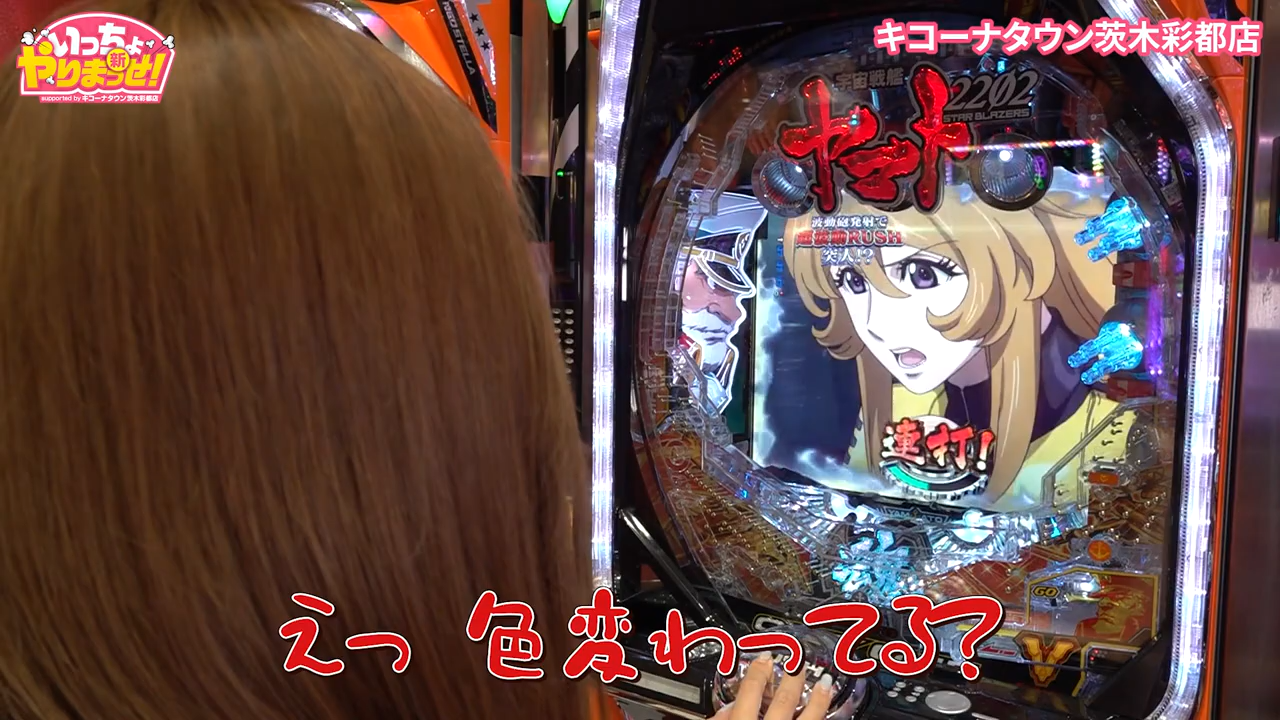 いっちょ
やりまっせ!
新
supported by キコーナタウン茨木彩都店
キコーナタウン茨木彩都店
宇宙戦艦
ヤマト
2202
STAR BLAZERS
波動砲発射で
超波動RUSH
突入!?
連打!
GO
V
えっ 色変わってる?